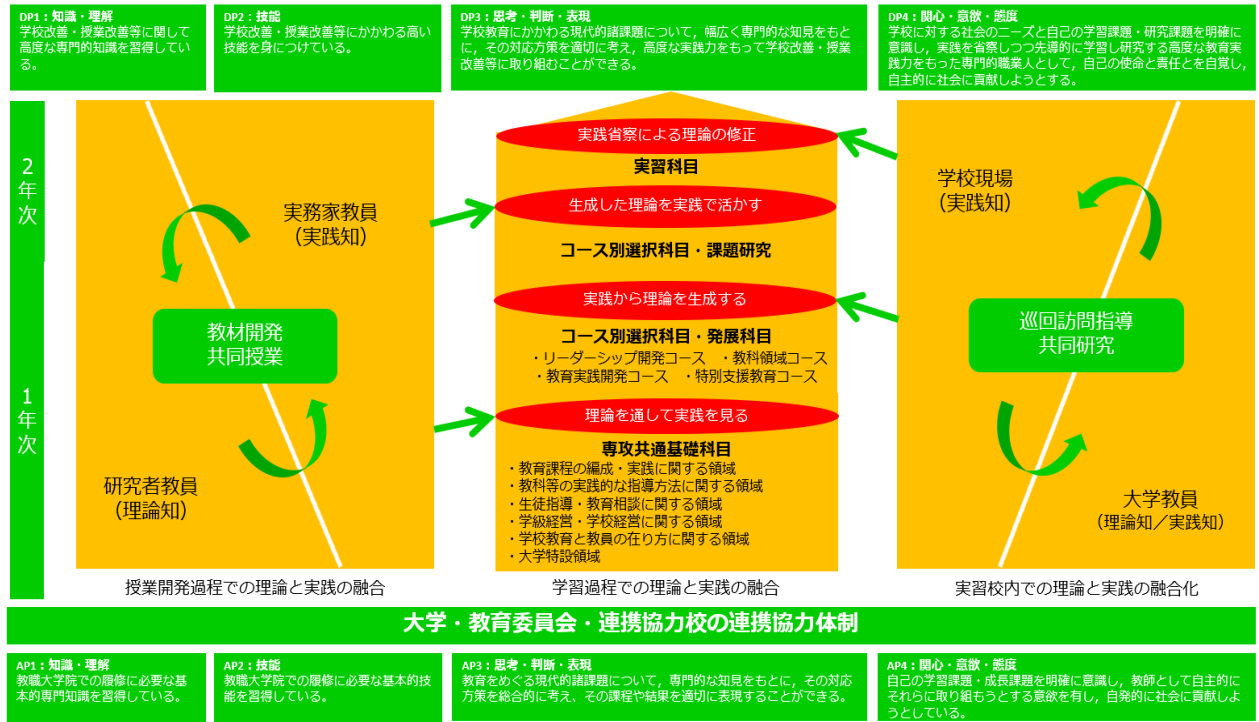 DP1:知識・理解
学校改善・授業改善等に関して
高度な専門的知識を習得してい
る。
DP2:技能
学校改善・授業改善等にかかわる高い
技能を身につけている。
DP3:思考・判断・表現
学校教育にかかわる現代的諸課題について，幅広く専門的な知見をも
とに，その対応方策を適切に考え，高度な実践力をもって学校改善・授業
改善等に取り組むことができる。
DP4:関心・意欲・態度
学校に対する社会のニーズと自己の学習課題・研究課題を明確に
意識し，実践を省察しつつ先導的に学習し研究する高度な教育実
践力をもった専門的職業人として，自己の使命と責任とを自覚し，
自主的に社会に貢献しようとする。
2年次
1年次
実務家教員
（実践知）
教材開発
共同授業
研究者教員
（理論知）
授業開発過程での理論と実践の融合
実践省察による理論の修正
実習科目
生成した理論を実践で活かす
コース別選択科目・課題研究
実践から理論を生成する
コース別選択科目・発展科目
・リーダーシップ開発コース ・教科領域コース
・教育実践開発コース ・特別支援教育コース
理論を通して実践を見る
専攻共通基礎科目
・教育課程の編成・実践に関する領域
・教科等の実践的な指導方法に関する領域
・生徒指導・教育相談に関する領域
・学級経営・学校経営に関する領域
・学校教育と教員の在り方に関する領域
・大学特設領域
学習過程での理論と実践の融合
学校現場
（実践知）
巡回訪問指導
共同研究
大学教員
（理論知／実践知）
実習校内での理論と実践の融合化
大学・教育委員会・連携協力校の連携協力体制
AP1:知識・理解
教職大学院での履修に必要な基
本的専門知識を習得している。
AP2:技能
教職大学院での履修に必要な基本的技
能を習得している。
AP3:思考・判断・表現
教育をめぐる現代的諸課題について，専門的な知見をもとに，その対応
方策を総合的に考え，その課程や結果を適切に表現することができる。
AP4:関心・意欲・態度
自己の学習課題・成長課題を明確に意識し，教師として自主的に
それらに取り組もうとする意欲を有し，自発的に社会に貢献しよ
うとしている。